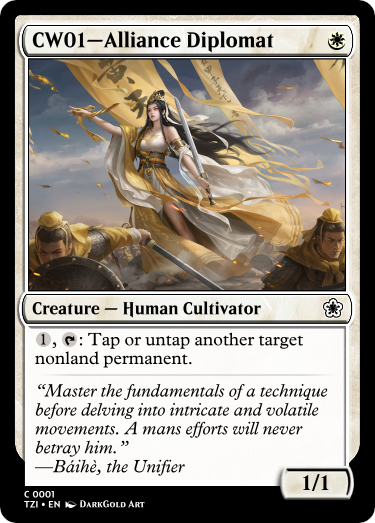 CW01—Alliance Diplomat
Creature — Human Cultivator
1, : Tap or untap another target
nonland permanent.
“Master the fundamentals of a technique
before delving into intricate and volatile
movements. A mans efforts will never
betray him.”
—Báihè, the Unifier
1/1
C 0001
TZI • EN DarkGold Art